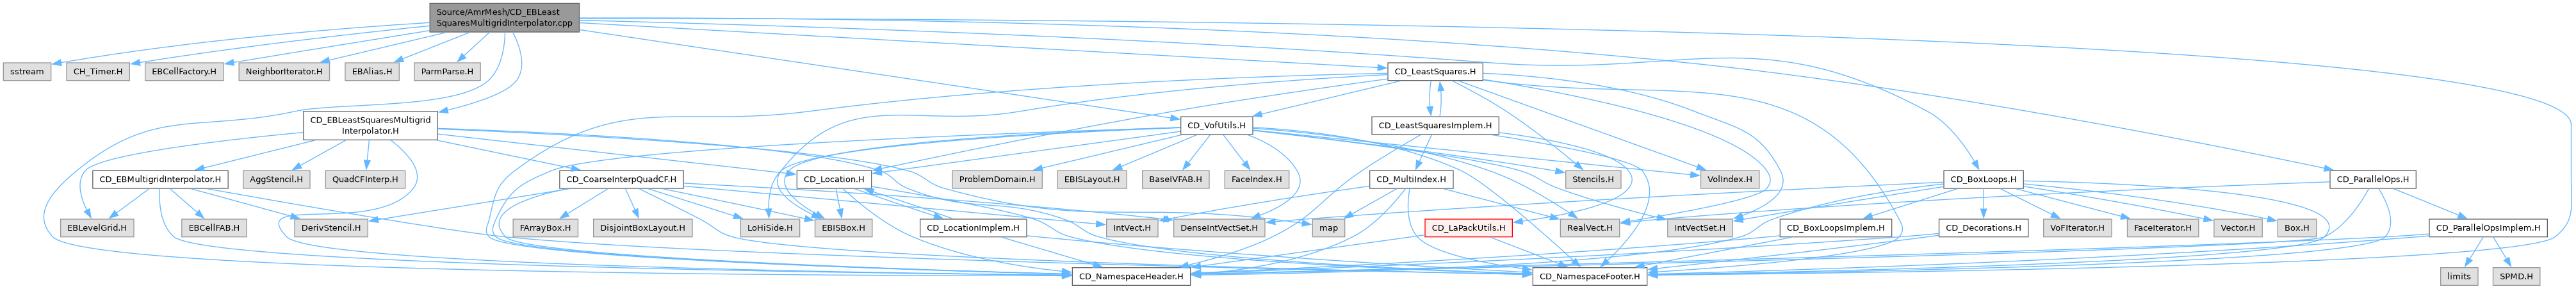 Source/AmrMesh/CD_EBLeast
SquaresMultigridInterpolator.cpp
sstream
CH_Timer.H
EBCellFactory.H
NeighborIterator.H
EBAlias.H
ParmParse.H
CD_LeastSquares.H
CD_EBLeastSquaresMultigrid
Interpolator.H
CD_VofUtils.H
CD_LeastSquaresImplem.H
CD_EBMultigridInterpolator.H
AggStencil.H
QuadCFInterp.H
CD_CoarseInterpQuadCF.H
CD_Location.H
ProblemDomain.H
EBISLayout.H
BaseIVFAB.H
FaceIndex.H
CD_MultiIndex.H
Stencils.H
VolIndex.H
CD_BoxLoops.H
CD_ParallelOps.H
EBLevelGrid.H
EBCellFAB.H
DerivStencil.H
FArrayBox.H
DisjointBoxLayout.H
LoHiSide.H
EBISBox.H
CD_LocationImplem.H
IntVect.H
DenseIntVectSet.H
map
RealVect.H
CD_LaPackUtils.H
IntVectSet.H
CD_BoxLoopsImplem.H
CD_Decorations.H
VoFIterator.H
FaceIterator.H
Vector.H
Box.H
CD_ParallelOpsImplem.H
CD_NamespaceHeader.H
CD_NamespaceFooter.H
limits
SPMD.H